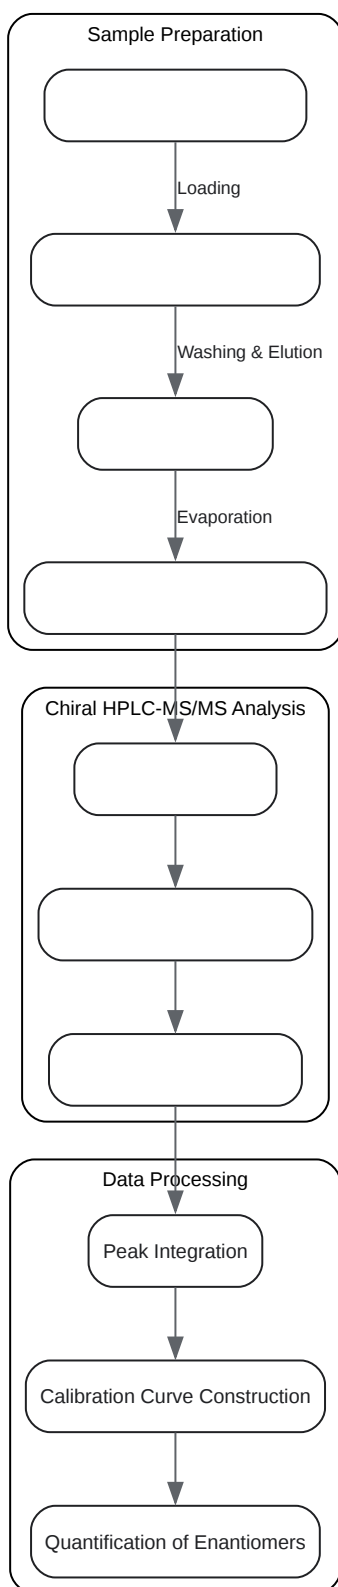 Sample Preparation
Loading
Washing & Elution
Evaporation
Chiral HPLC-MS/MS Analysis
Data Processing
Peak Integration
Calibration Curve Construction
Quantification of Enantiomers